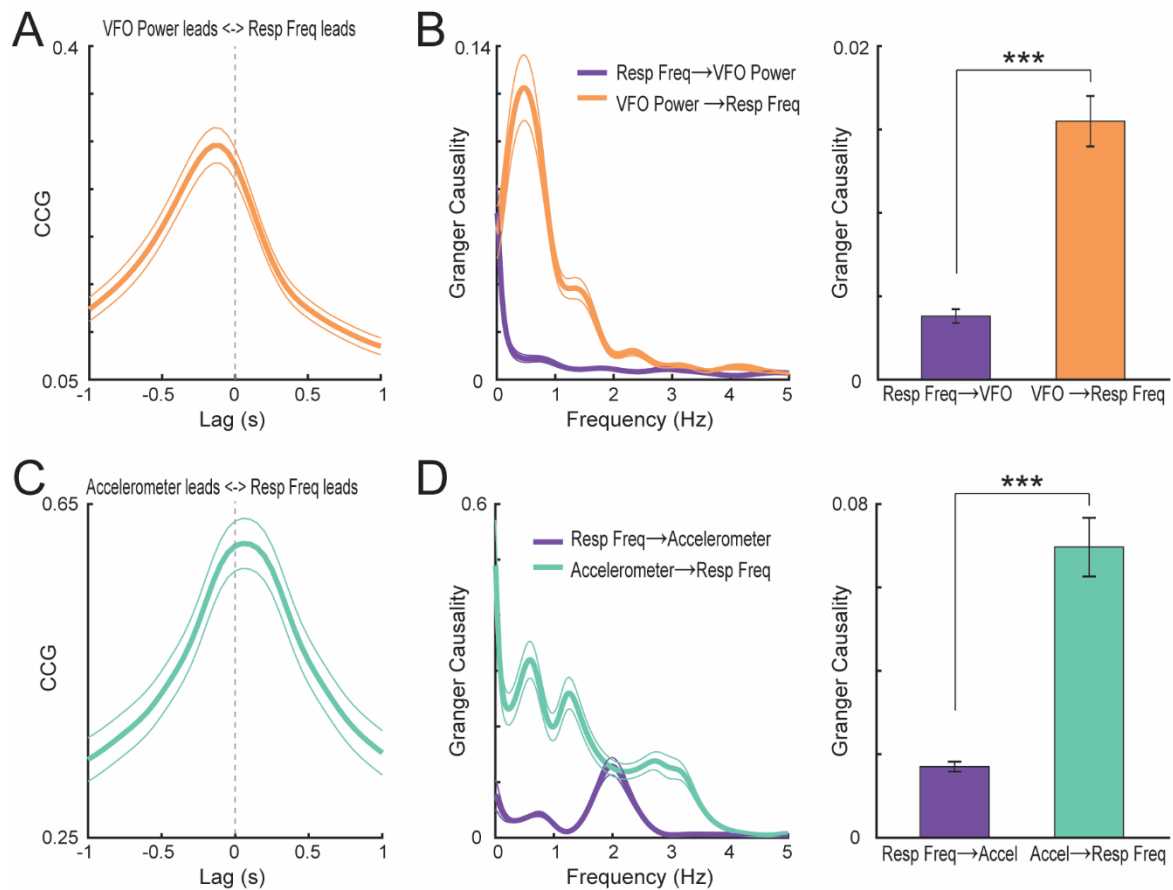 A
VFO Power leads <-> Resp Freq leads
0.4
CCG
0.05
-1 -0.5 0 0.5 1
Lag (s)
B
0.14
Granger Causality
0
Resp Freq→VFO Power
VFO Power →Resp Freq
0 1 2 3 4 5
Frequency (Hz)
0.02
Granger Causality
0
***
Resp Freq→VFO VFO →Resp Freq
C
Accelerometer leads <-> Resp Freq leads
0.65
CCG
0.25
-1 -0.5 0 0.5 1
Lag (s)
D
0.6
Granger Causality
0
Resp Freq→Accelerometer
Accelerometer→Resp Freq
0 1 2 3 4 5
Frequency (Hz)
0.08
Granger Causality
0
***
Resp Freq→Accel Accel→Resp Freq